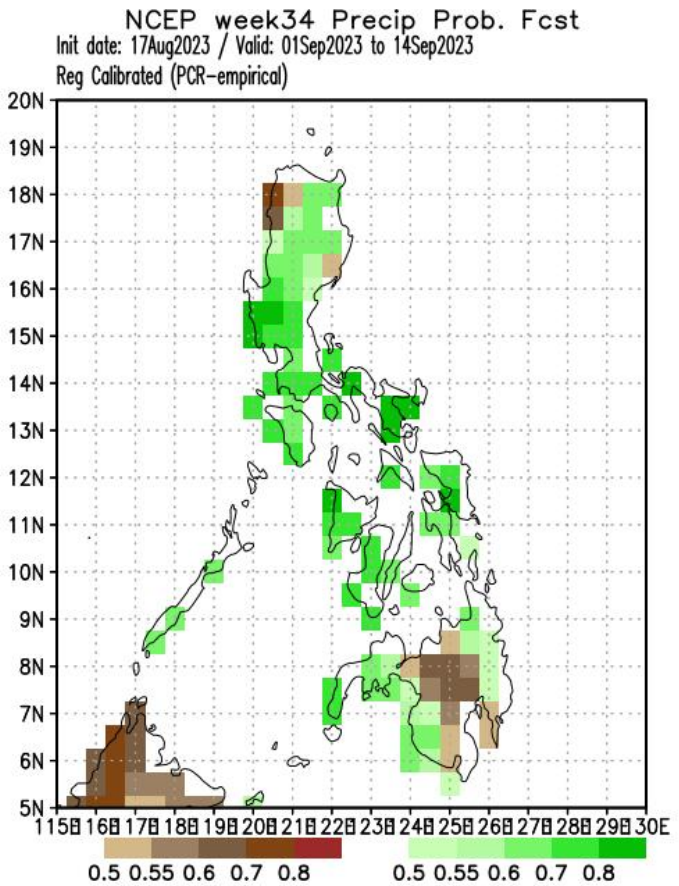 NCEP week34 Precip Prob. Fcst
Init date: 17Aug2023 / Valid: 01Sep2023 to 14Sep2023
Reg Calibrated (PCR-empirical)
20N
19N
18N
17N
16N
15N
14N
13N
12N
11N
10N
9N
8N
7N
6N
5N
115E 116E 117E 118E 119E 120E 121E 122E 123E 124E 125E 126E 127E 128E 129E 130E
0.5 0.55 0.6 0.7 0.8 0.5 0.55 0.6 0.7 0.8